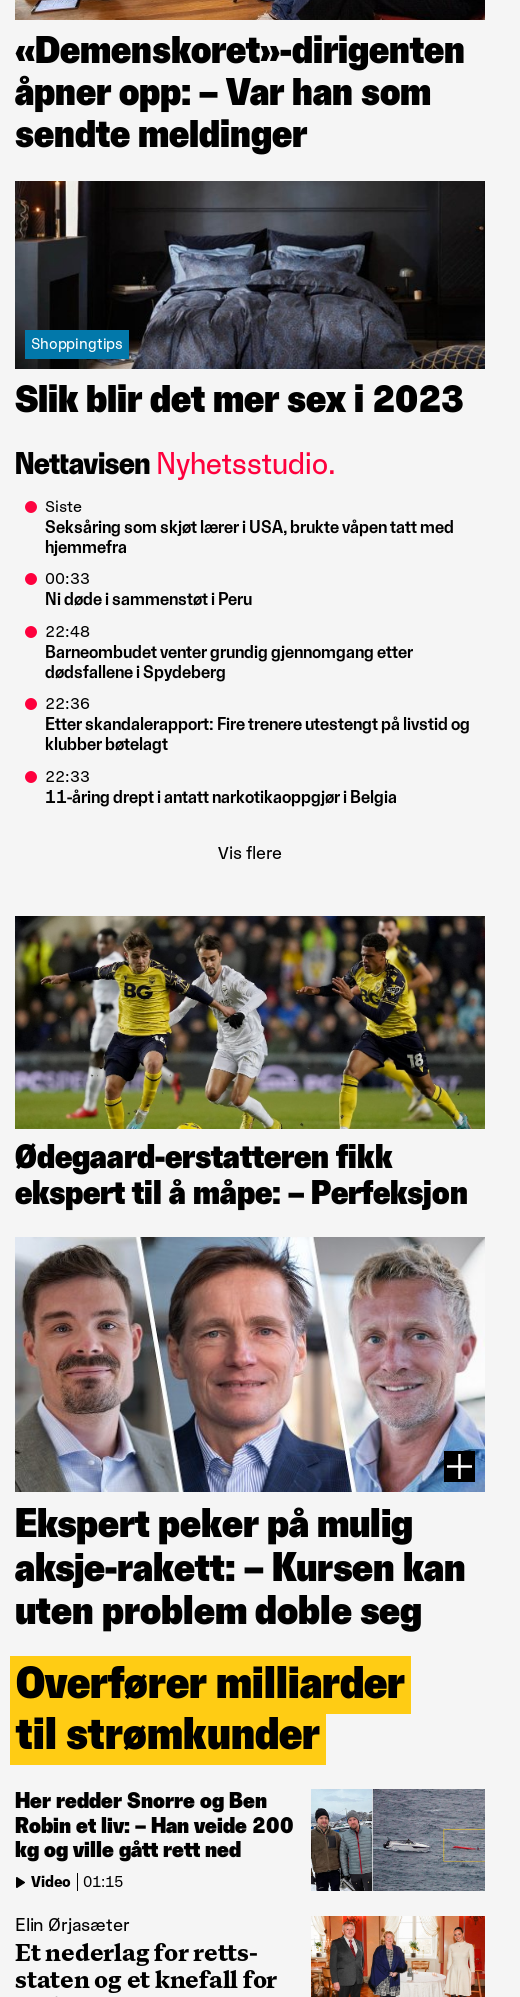 «Demenskoret»-dirigenten
åpner opp: – Var han som
sendte meldinger
Shoppingtips
Slik blir det mer sex i 2023
Nettavisen Nyhetsstudio.
Siste
Seksåring som skjøt lærer i USA, brukte våpen tatt med
hjemmefra
00:33
Ni døde i sammenstøt i Peru
22:48
Barneombudet venter grundig gjennomgang etter
dødsfallene i Spydeberg
22:36
Etter skandalerapport: Fire trenere utestengt på livstid og
klubber bøtelagt
22:33
11-åring drept i antatt narkotikaoppgjør i Belgia
Vis flere
BG
18
Ødegaard-erstatteren fikk
ekspert til å måpe: – Perfeksjon
Ekspert peker på mulig
aksje-rakett: – Kursen kan
uten problem doble seg
Overfører milliarder
til strømkunder
Her redder Snorre og Ben
Robin et liv: – Han veide 200
kg og ville gått rett ned
Video 01:15
Elin Ørjasæter
Et nederlag for retts-
staten og et knefall for